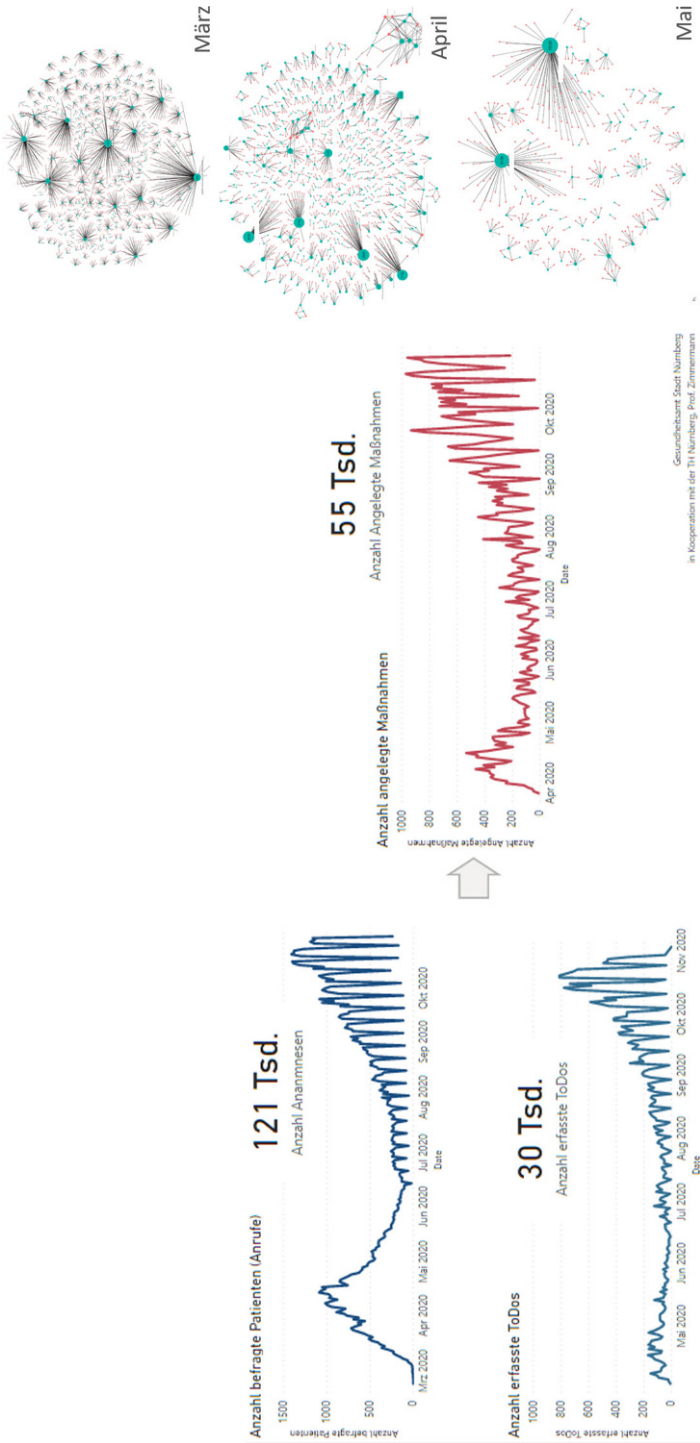 Anzahl befragte Patienten (Anrufe)
121 Tsd.
Anzahl Ananmnesen
Anzahl befragte Patienten
1500
1000
500
0
Mrz 2020 Apr 2020 Mai 2020 Jun 2020 Jul 2020 Aug 2020 Sep 2020 Okt 2020
Date
Anzahl erfasste ToDos
30 Tsd.
Anzahl erfasste ToDos
Anzahl erfasste ToDos
1000
800
600
400
200
0
Mai 2020 Jun 2020 Jul 2020 Aug 2020 Sep 2020 Okt 2020 Nov 2020
Date
55 Tsd.
Anzahl Angelegte Maßnahmen
Anzahl angelegte Maßnahmen
Anzahl Angelegte Maßnahmen
1000
800
600
400
200
0
Apr 2020 Mai 2020 Jun 2020 Jul 2020 Aug 2020 Sep 2020 Okt 2020
Date
März
April
Mai
Gesundheitsamt Stadt Nürnberg
in Kooperation mit der TH Nürnberg, Prof. Zimmermann